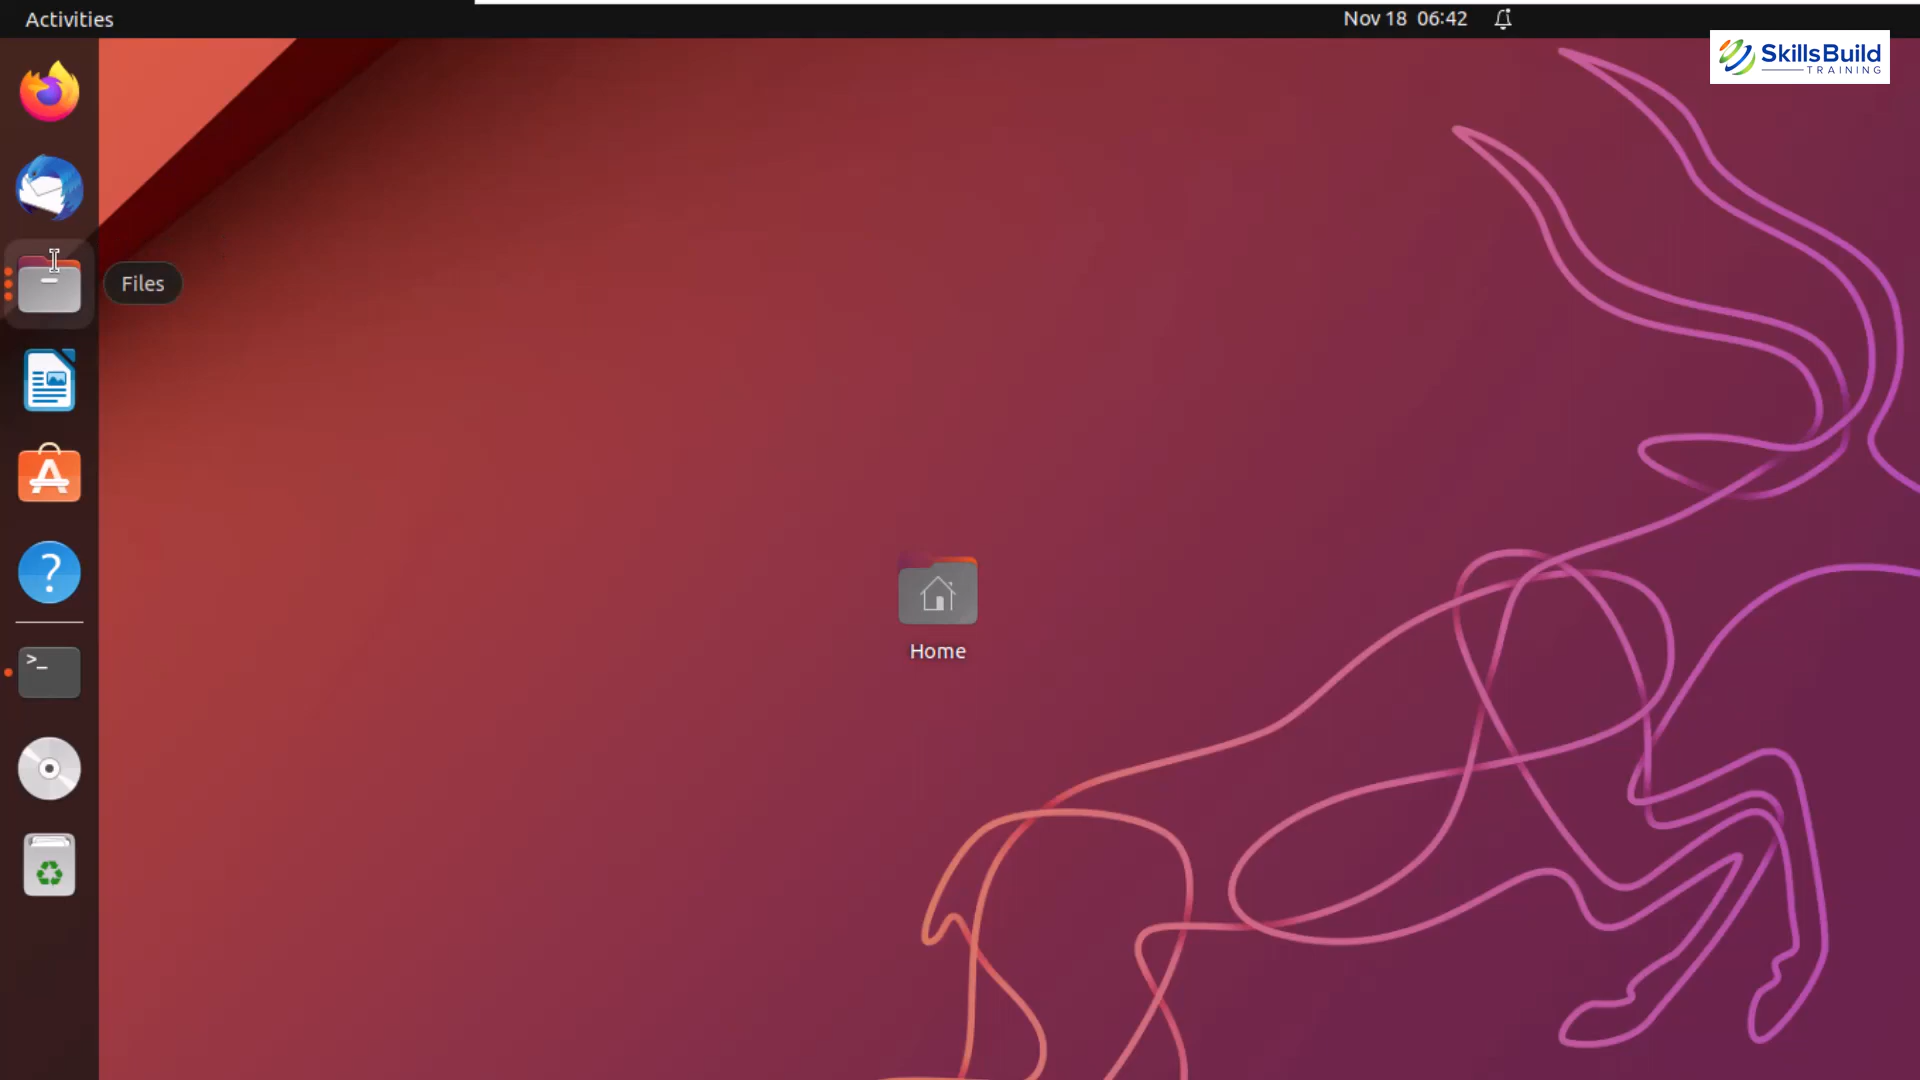 Activities
Nov 18 06:42
SkillsBuild
TRAINING
Files
Home